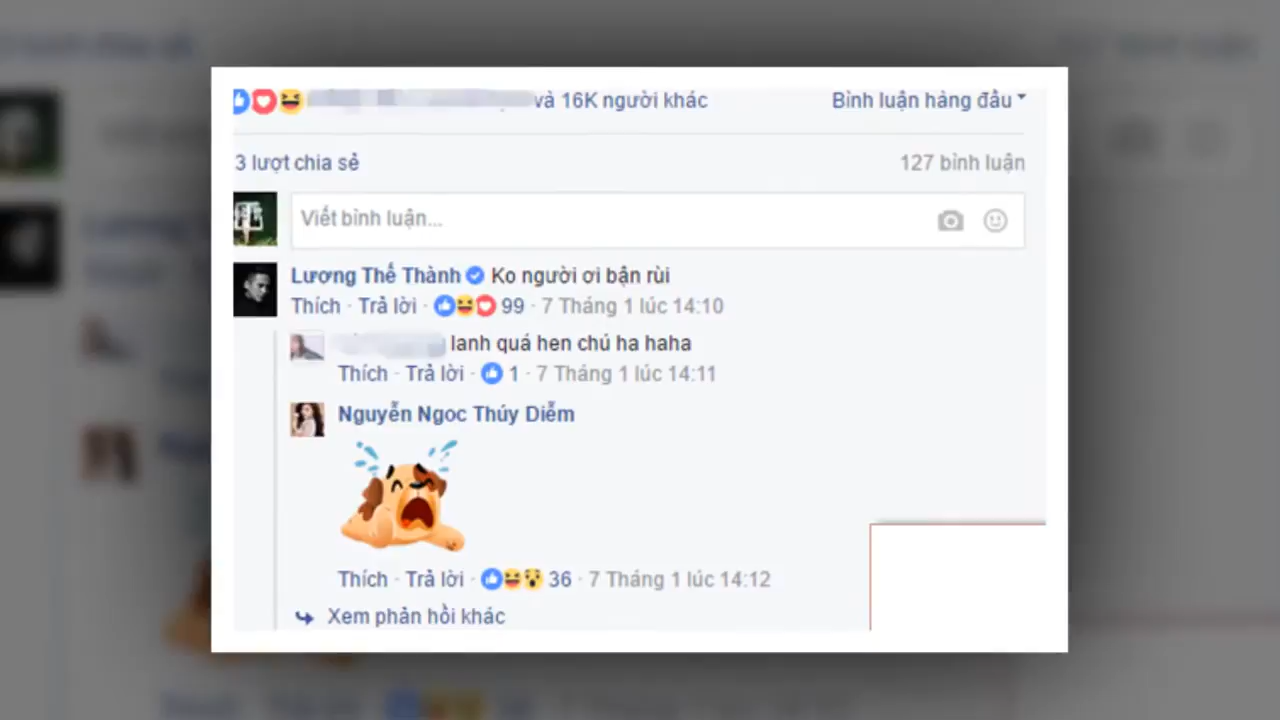 và 16K người khác Bình luận hàng đầu
3 lượt chia sẻ 127 bình luận
Viết bình luận...
Lương Thế Thành Ko người ơi bận rùi
Thích · Trả lời · 99 · 7 Tháng 1 lúc 14:10
lanh quá hen chú ha haha
Thích · Trả lời · 1 · 7 Tháng 1 lúc 14:11
Nguyễn Ngọc Thúy Diễm
Thích · Trả lời · 36 · 7 Tháng 1 lúc 14:12
Xem phản hồi khác